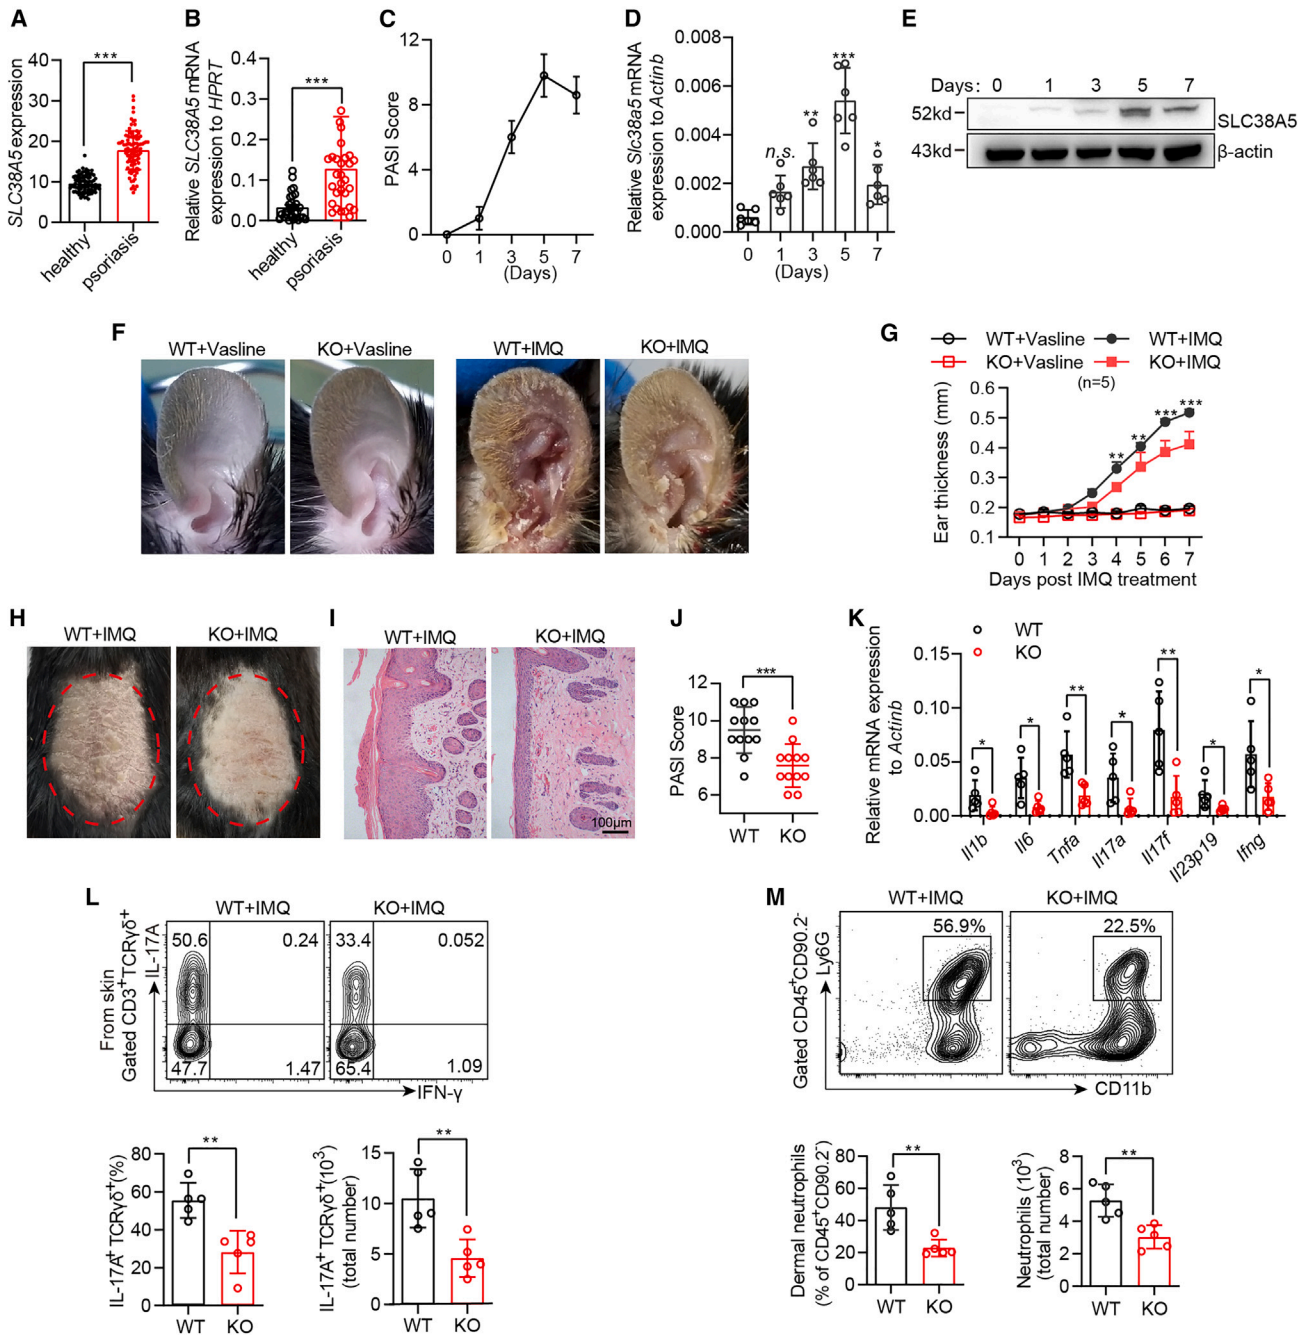 A
SLC38A5 expression
40
30
20
10
0
***
healthy
psoriasis
B
Relative SLC38A5 mRNA
expression to HPRT
0.4
0.3
0.2
0.1
0.0
***
healthy
psoriasis
C
PASI Score
12
8
4
0
0 1 3 5 7
(Days)
D
Relative Slc38a5 mRNA
expression to Actinb
0.008
0.006
0.004
0.002
0.000
n.s.
**
***
*
0 1 3 5 7
(Days)
E
Days: 0 1 3 5 7
52kd
SLC38A5
43kd
β-actin
F
WT+Vasline
KO+Vasline
WT+IMQ
KO+IMQ
G
WT+Vasline
WT+IMQ
KO+Vasline
KO+IMQ
(n=5)
Ear thickness (mm)
0.6
0.5
0.4
0.3
0.2
0.1
**
**
***
***
0 1 2 3 4 5 6 7
Days post IMQ treatment
H
WT+IMQ
KO+IMQ
I
WT+IMQ
KO+IMQ
100μm
J
PASI Score
12
10
8
6
***
WT
KO
K
WT
KO
Relative mRNA expression
to Actinb
0.15
0.10
0.05
0.00
*
*
**
*
**
*
*
Il1b
Il6
Tnfa
Il17a
Il17f
Il23p19
Ifng
L
WT+IMQ
KO+IMQ
From skin
Gated CD3+TCRγδ+
IL-17A
50.6
0.24
47.7
1.47
33.4
0.052
65.4
1.09
IFN-γ
IL-17A+ TCRγδ+(%)
80
60
40
20
0
**
WT
KO
IL-17A+ TCRγδ+(10³)
(total number)
15
10
5
0
**
WT
KO
M
WT+IMQ
KO+IMQ
Gated CD45+CD90.2-
Ly6G
56.9%
22.5%
CD11b
Dermal neutrophils
(% of CD45+CD90.2-)
80
60
40
20
0
**
WT
KO
Neutrophils (10³)
(total number)
8
6
4
2
0
**
WT
KO